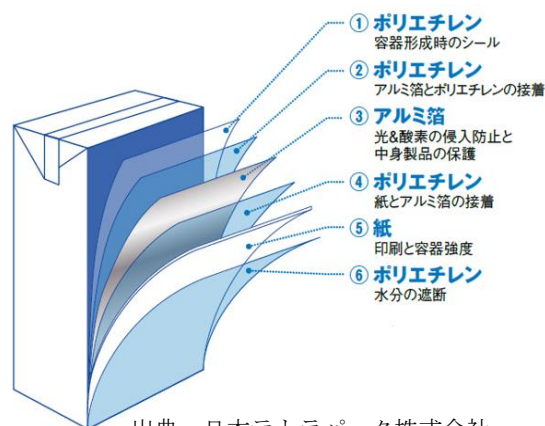 ① ポリエチレン
容器形成時のシール
② ポリエチレン
アルミ箔とポリエチレンの接着
③ アルミ箔
光&酸素の侵入防止と
中身製品の保護
④ ポリエチレン
紙とアルミ箔の接着
⑤ 紙
印刷と容器強度
⑥ ポリエチレン
水分の遮断